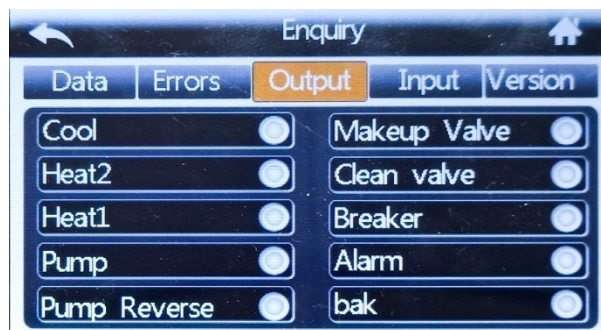 Enquiry
Data Errors Output Input Version
Cool
Makeup Valve
Heat2
Clean valve
Heat1
Breaker
Pump
Alarm
Pump Reverse
bak